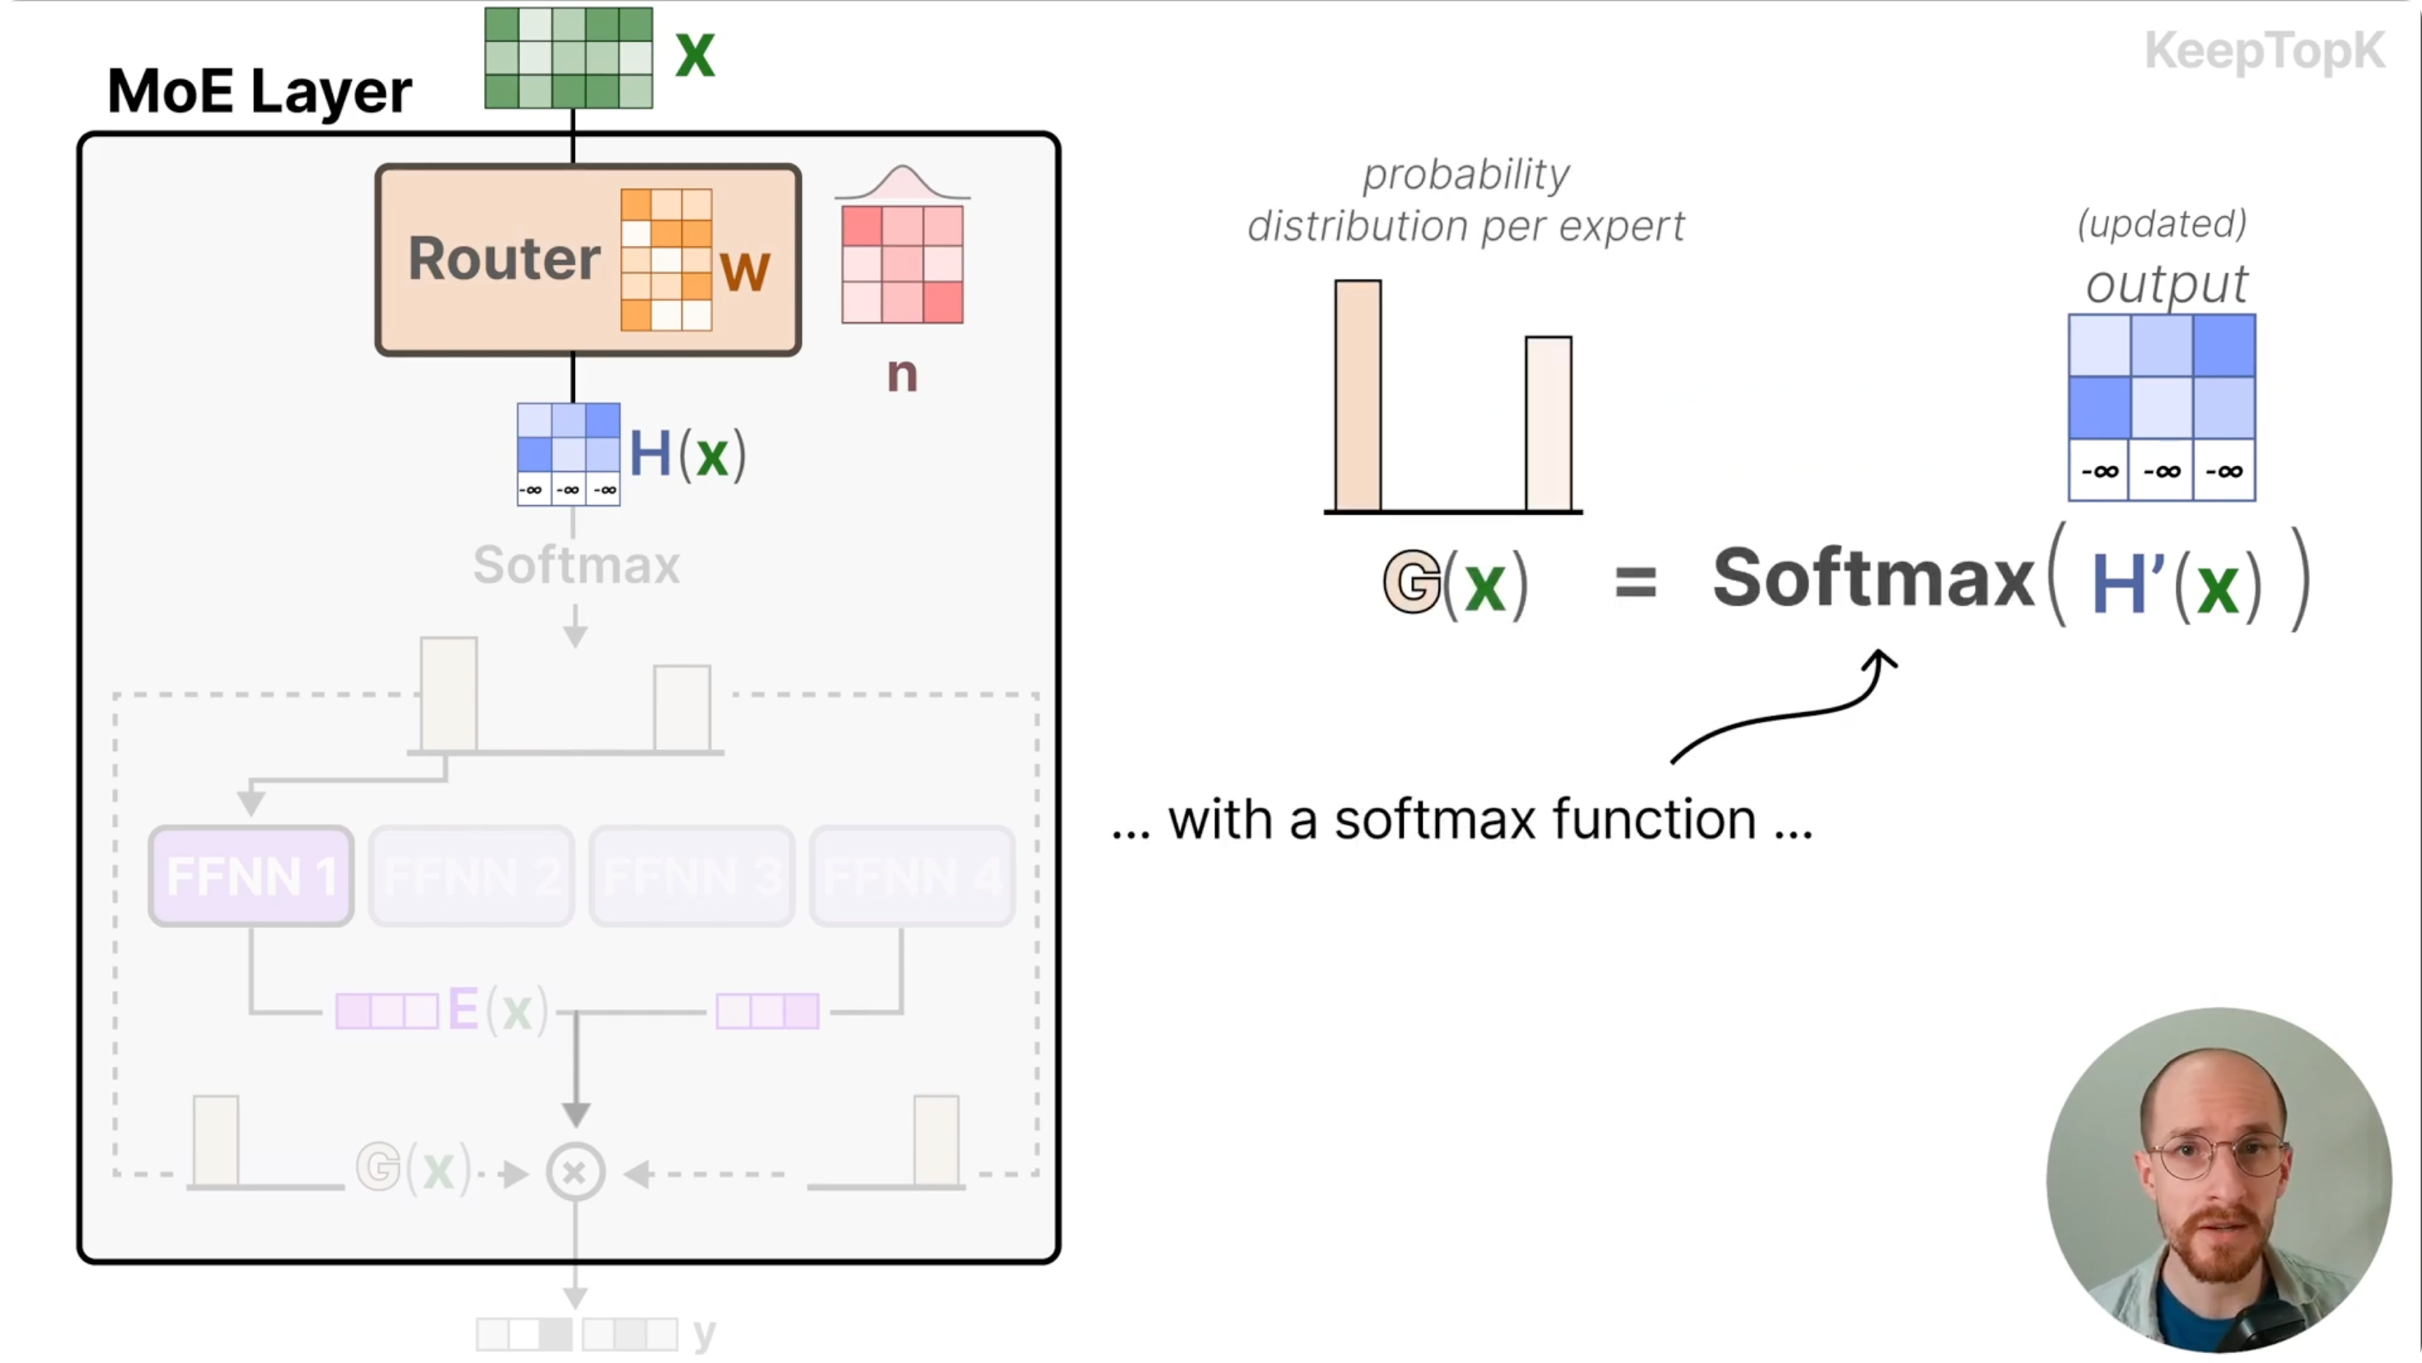 KeepTopK
MoE Layer
X
Router
W
n
H(x)
-∞ -∞ -∞
Softmax
FFNN 1
FFNN 2
FFNN 3
FFNN 4
E(x)
G(x)
y
probability
distribution per expert
(updated)
output
-∞ -∞ -∞
G(x) = Softmax( H’(x) )
... with a softmax function ...